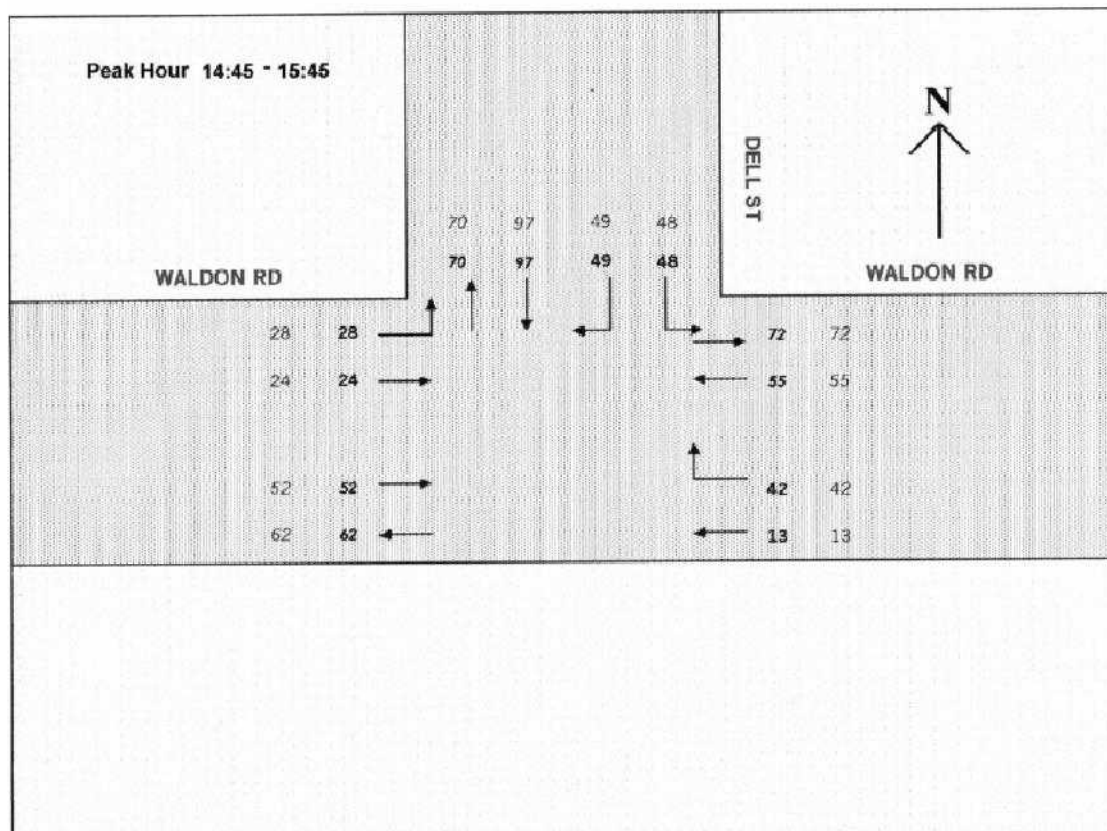 Peak Hour 14:45 - 15:45
N
DELL ST
70 97 49 48
70 97 49 48
WALDON RD
WALDON RD
28 28 72 72
24 24 55 55
52 52 42 42
62 62 13 13